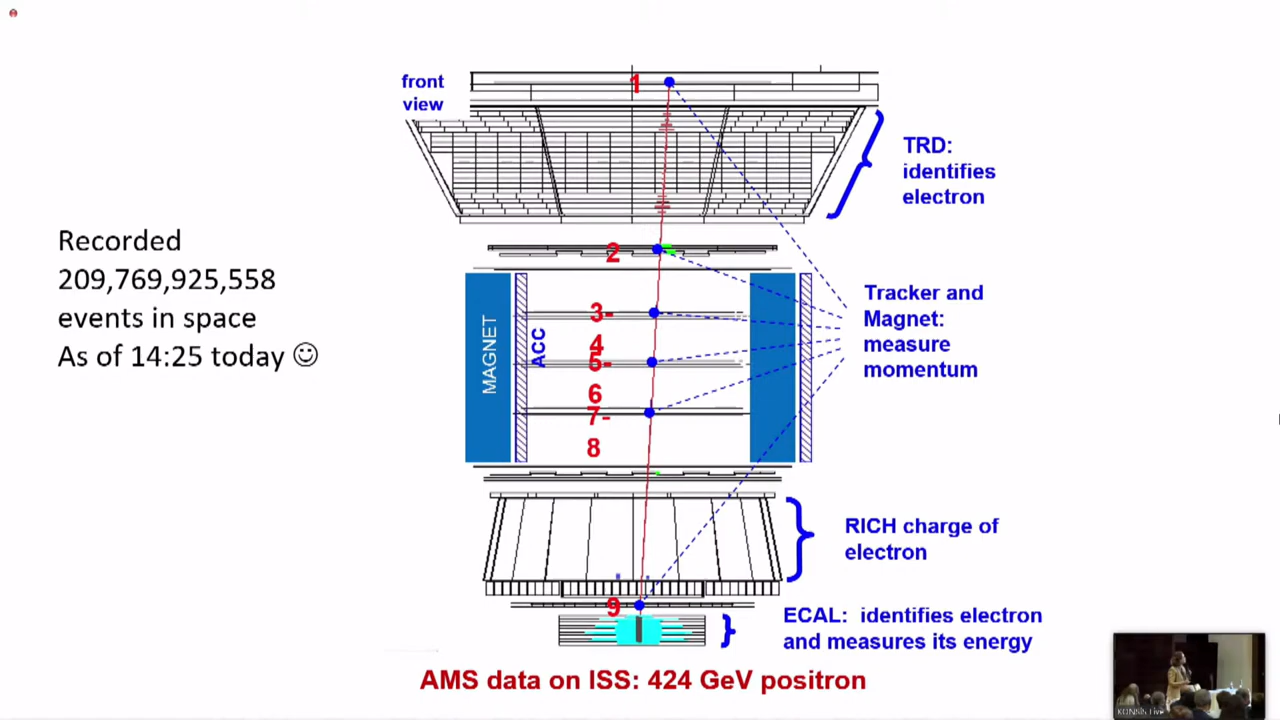 front
view
1
TRD:
identifies
electron
Recorded
209,769,925,558
events in space
As of 14:25 today ☺
2
3-
4
5-
6
7-
8
MAGNET
ACC
Tracker and
Magnet:
measure
momentum
RICH charge of
electron
9
ECAL: identifies electron
and measures its energy
AMS data on ISS: 424 GeV positron
KONSIS Live